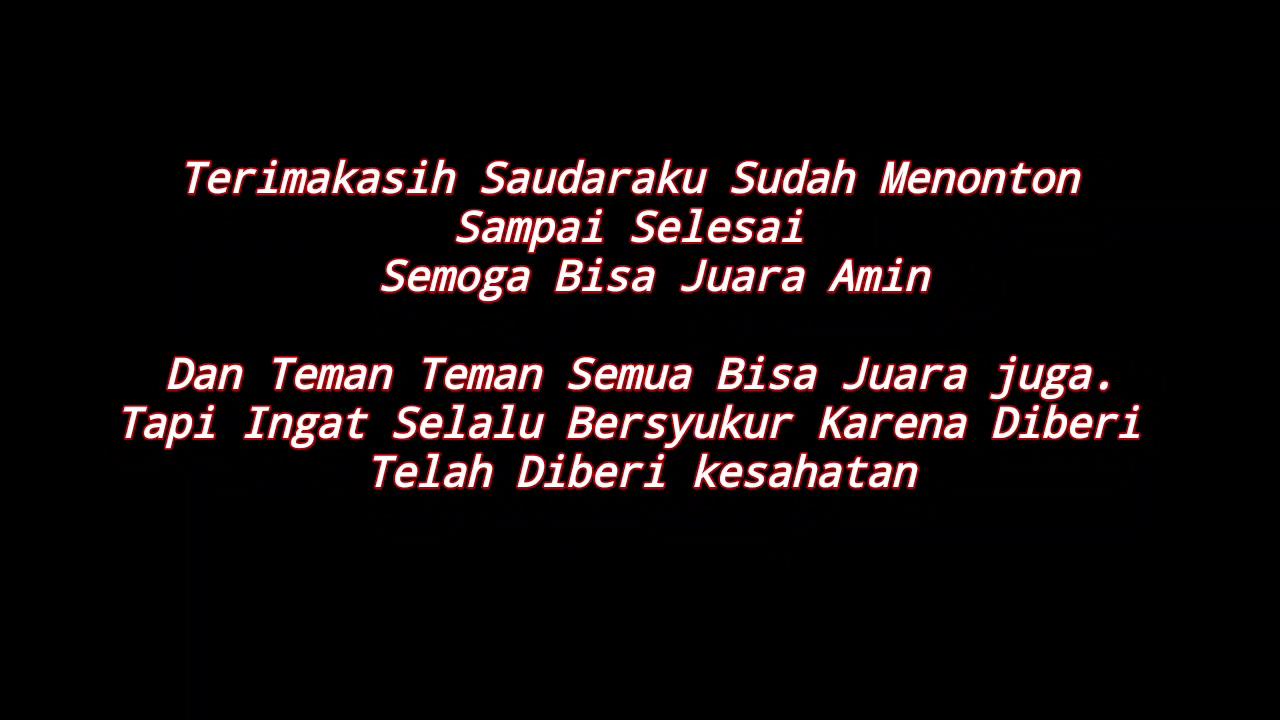 Terimakasih Saudaraku Sudah Menonton
Sampai Selesai
Semoga Bisa Juara Amin
Dan Teman Teman Semua Bisa Juara juga.
Tapi Ingat Selalu Bersyukur Karena Diberi
Telah Diberi kesahatan